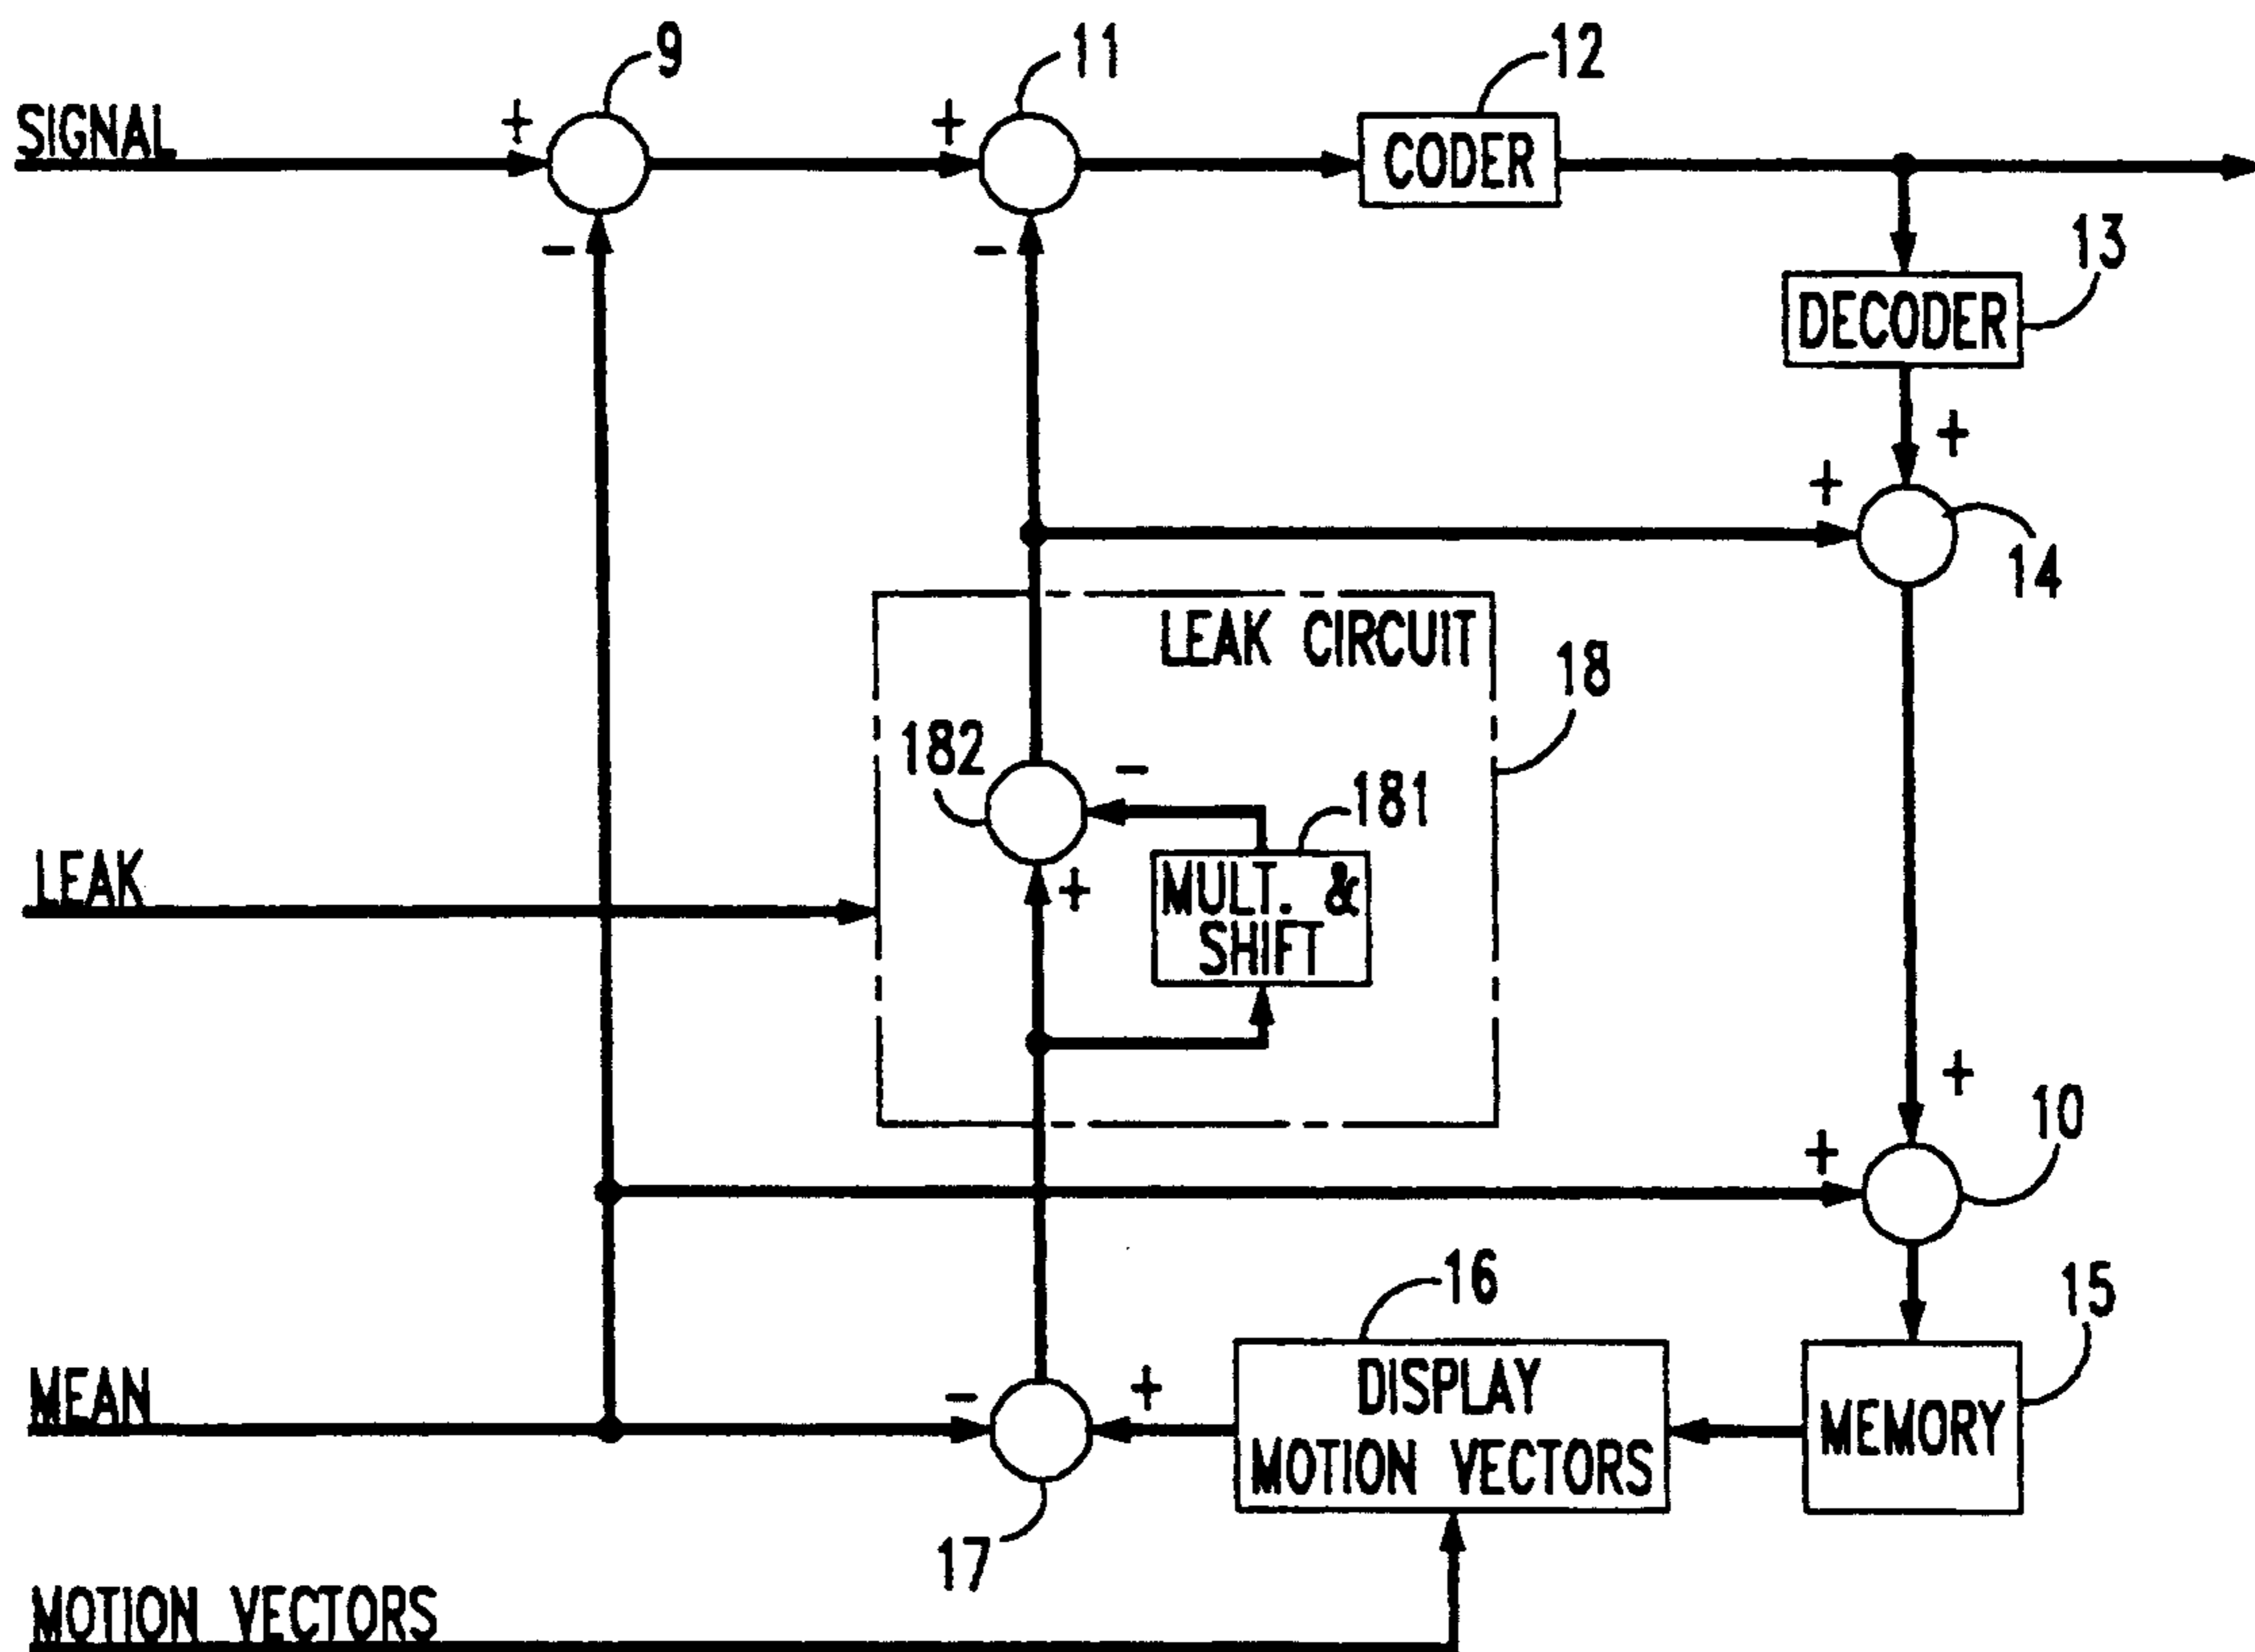 9
11
12
SIGNAL
+
+
CODER
-
-
13
DECODER
+
+
14
LEAK CIRCUIT
18
182
-
181
LEAK
+
MULT. &
SHIFT
+
10
+
16
15
MEAN
-
+
DISPLAY
MOTION VECTORS
MEMORY
17
MOTION VECTORS